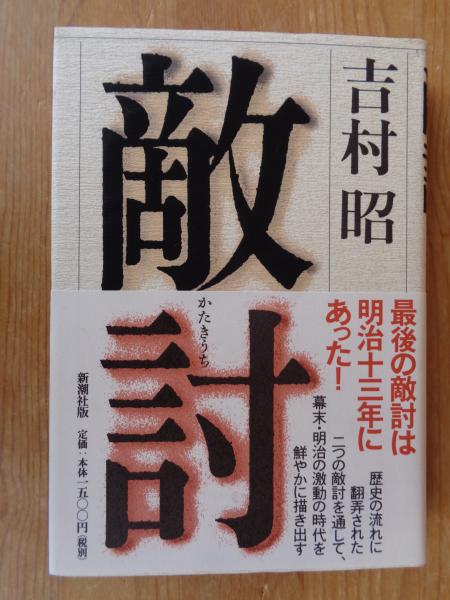 吉村昭
敵討
かたきうち
最後の敵討は
明治十三年に
あった!
歴史の流れに
翻弄された
二つの敵討を通して、
幕末・明治の激動の時代を
鮮やかに描き出す
新潮社版
定価:本体一五〇〇円(税別)